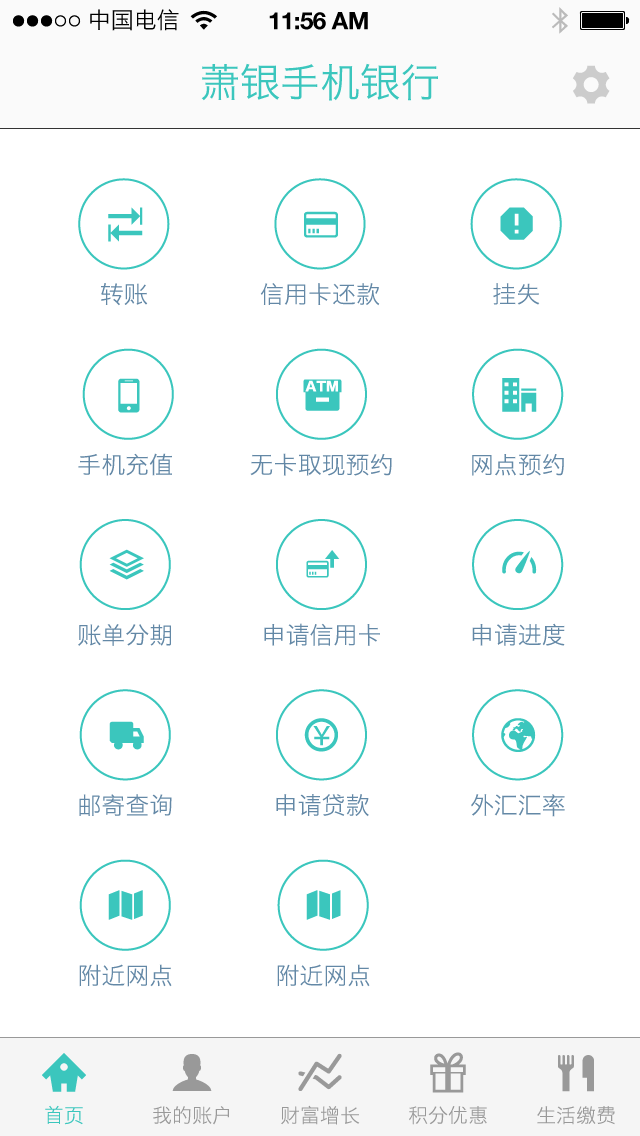 中国电信 11:56 AM
萧银手机银行
转账 信用卡还款 挂失
ATM
手机充值 无卡取现预约 网点预约
账单分期 申请信用卡 申请进度
¥
邮寄查询 申请贷款 外汇汇率
附近网点 附近网点
首页 我的账户 财富增长 积分优惠 生活缴费